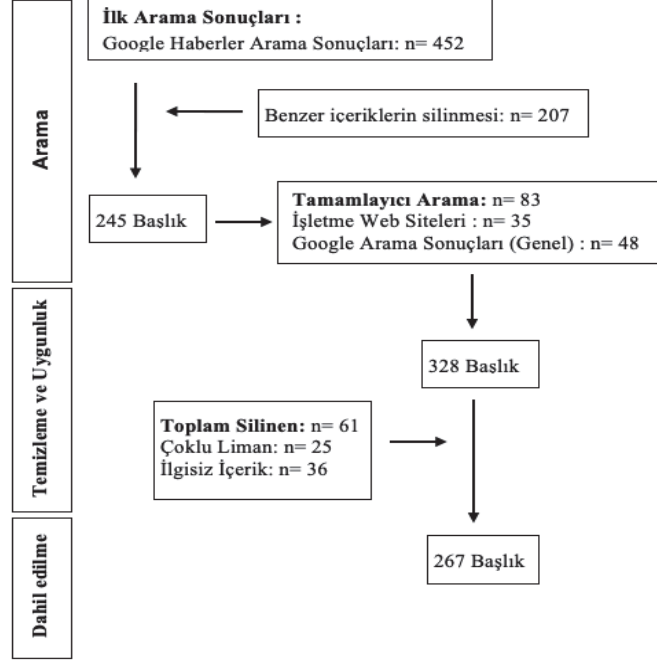 İlk Arama Sonuçları :
Google Haberler Arama Sonuçları: n= 452
Arama
Benzer içeriklerin silinmesi: n= 207
245 Başlık
Tamamlayıcı Arama: n= 83
İşletme Web Siteleri : n= 35
Google Arama Sonuçları (Genel) : n= 48
Temizleme ve Uygunluk
328 Başlık
Toplam Silinen: n= 61
Çoklu Liman: n= 25
İlgisiz İçerik: n= 36
Dahil edilme
267 Başlık